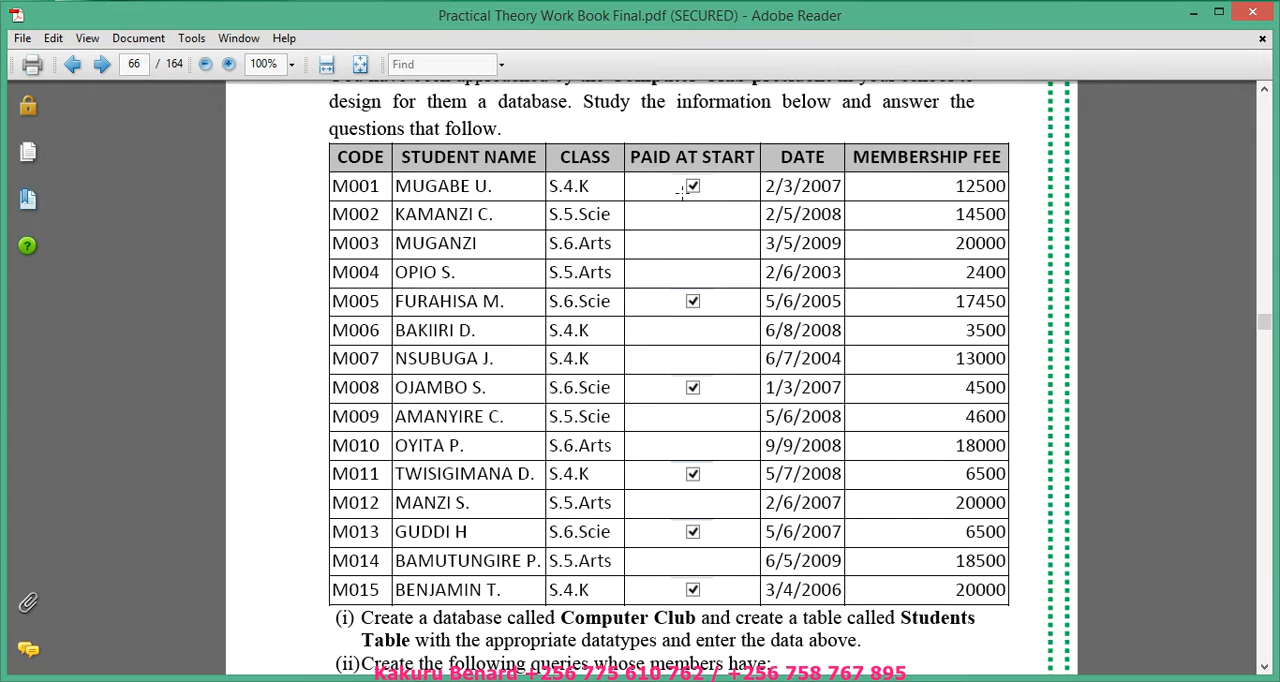 Practical Theory Work Book Final.pdf (SECURED) - Adobe Reader
File Edit View Document Tools Window Help
66 / 164 100% Find
design for them a database. Study the information below and answer the
questions that follow.
CODE STUDENT NAME CLASS PAID AT START DATE MEMBERSHIP FEE
M001 MUGABE U. S.4.K 2/3/2007 12500
M002 KAMANZI C. S.5.Scie 2/5/2008 14500
M003 MUGANZI S.6.Arts 3/5/2009 20000
M004 OPIO S. S.5.Arts 2/6/2003 2400
M005 FURAHISA M. S.6.Scie 5/6/2005 17450
M006 BAKIIRI D. S.4.K 6/8/2008 3500
M007 NSUBUGA J. S.4.K 6/7/2004 13000
M008 OJAMBO S. S.6.Scie 1/3/2007 4500
M009 AMANYIRE C. S.5.Scie 5/6/2008 4600
M010 OYITA P. S.6.Arts 9/9/2008 18000
M011 TWISIGIMANA D. S.4.K 5/7/2008 6500
M012 MANZI S. S.5.Arts 2/6/2007 20000
M013 GUDDI H S.6.Scie 5/6/2007 6500
M014 BAMUTUNGIRE P. S.5.Arts 6/5/2009 18500
M015 BENJAMIN T. S.4.K 3/4/2006 20000
(i) Create a database called Computer Club and create a table called Students
Table with the appropriate datatypes and enter the data above.
(ii)Create the following queries whose members have:
Kakuru Benard +256 775 610 762 / +256 758 767 895